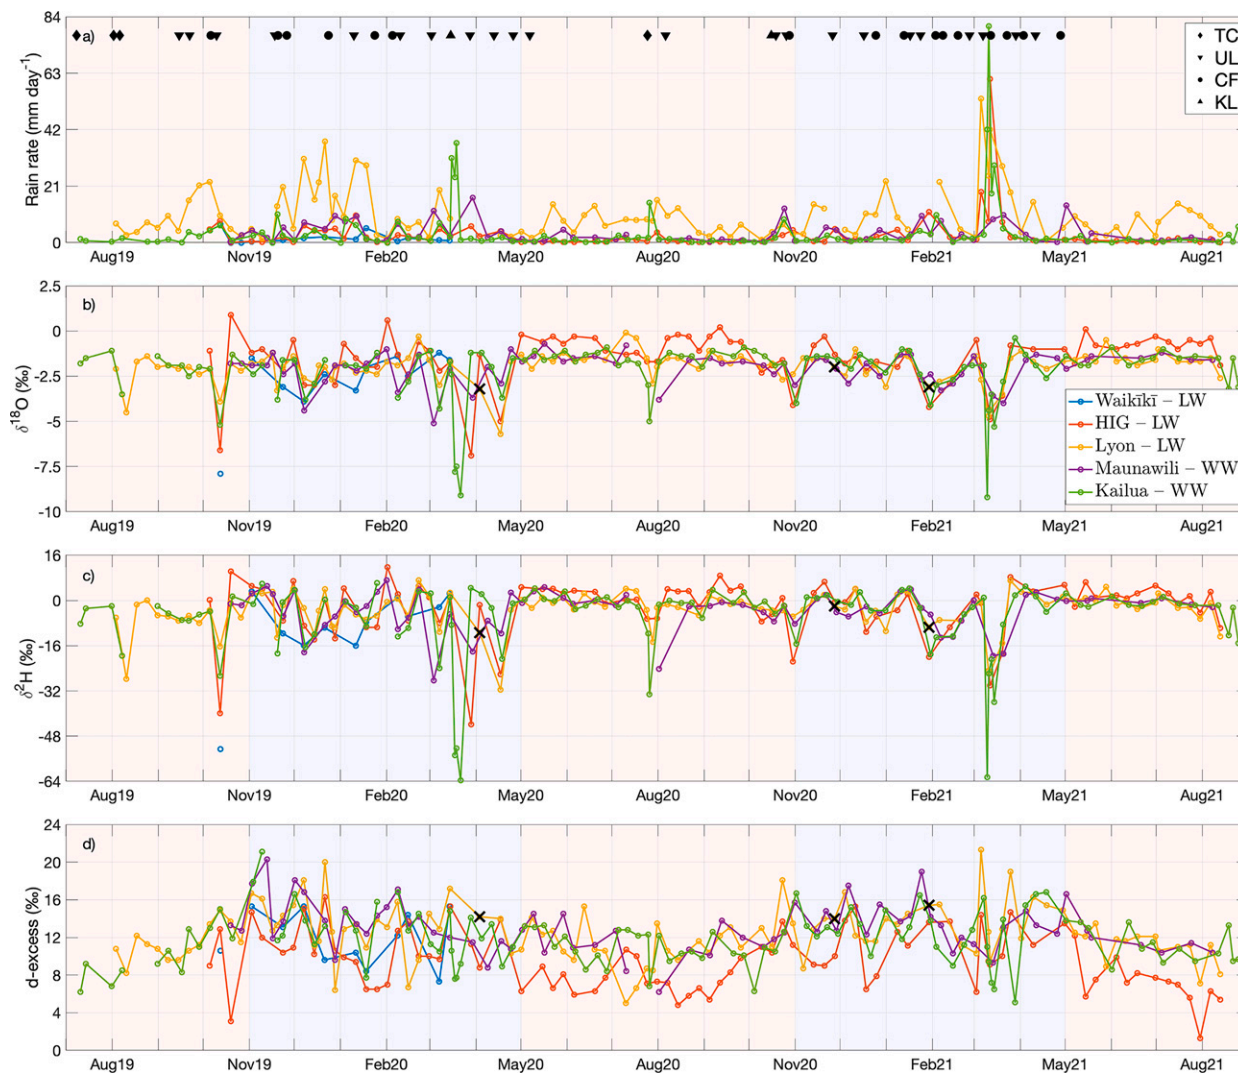 84
63
42
21
0
Rain rate (mm day⁻¹)
a)
TC
UL
CF
KL
Aug19 Nov19 Feb20 May20 Aug20 Nov20 Feb21 May21 Aug21
2.5
0
-2.5
-5
-7.5
-10
δ¹⁸O (‰)
b)
Waikīkī – LW
HIG – LW
Lyon – LW
Maunawili – WW
Kailua – WW
Aug19 Nov19 Feb20 May20 Aug20 Nov20 Feb21 May21 Aug21
16
0
-16
-32
-48
-64
δ²H (‰)
c)
Aug19 Nov19 Feb20 May20 Aug20 Nov20 Feb21 May21 Aug21
24
20
16
12
8
4
0
d-excess (‰)
d)
Aug19 Nov19 Feb20 May20 Aug20 Nov20 Feb21 May21 Aug21